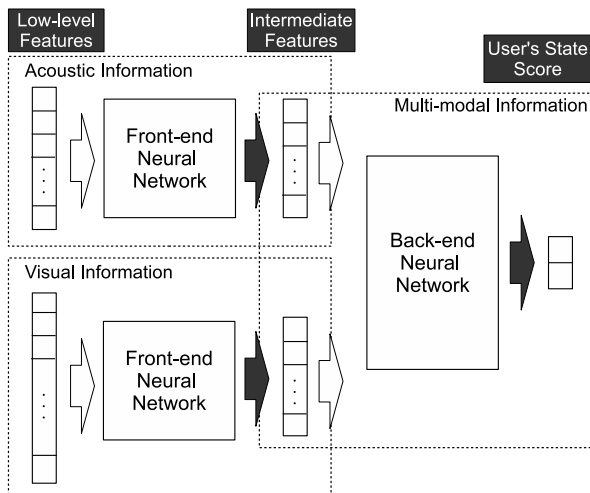 Low-level
Features
Intermediate
Features
User's State
Score
Acoustic Information
Multi-modal Information
Front-end
Neural
Network
Back-end
Neural
Network
Visual Information
Front-end
Neural
Network